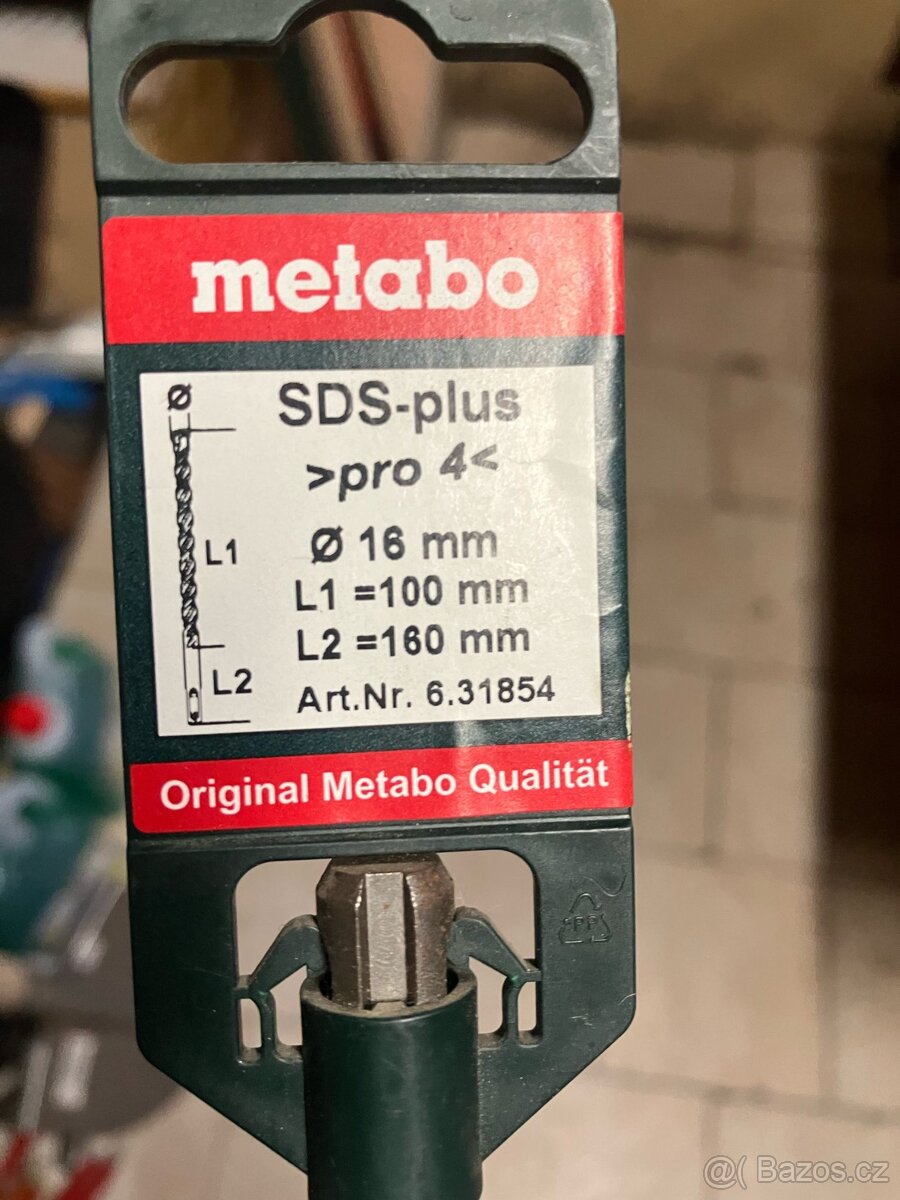 metabo
Ø
SDS-plus
>pro 4<
L1
Ø 16 mm
L1 =100 mm
L2 =160 mm
L2
Art.Nr. 6.31854
Original Metabo Qualität
PP
@( Bazos.cz